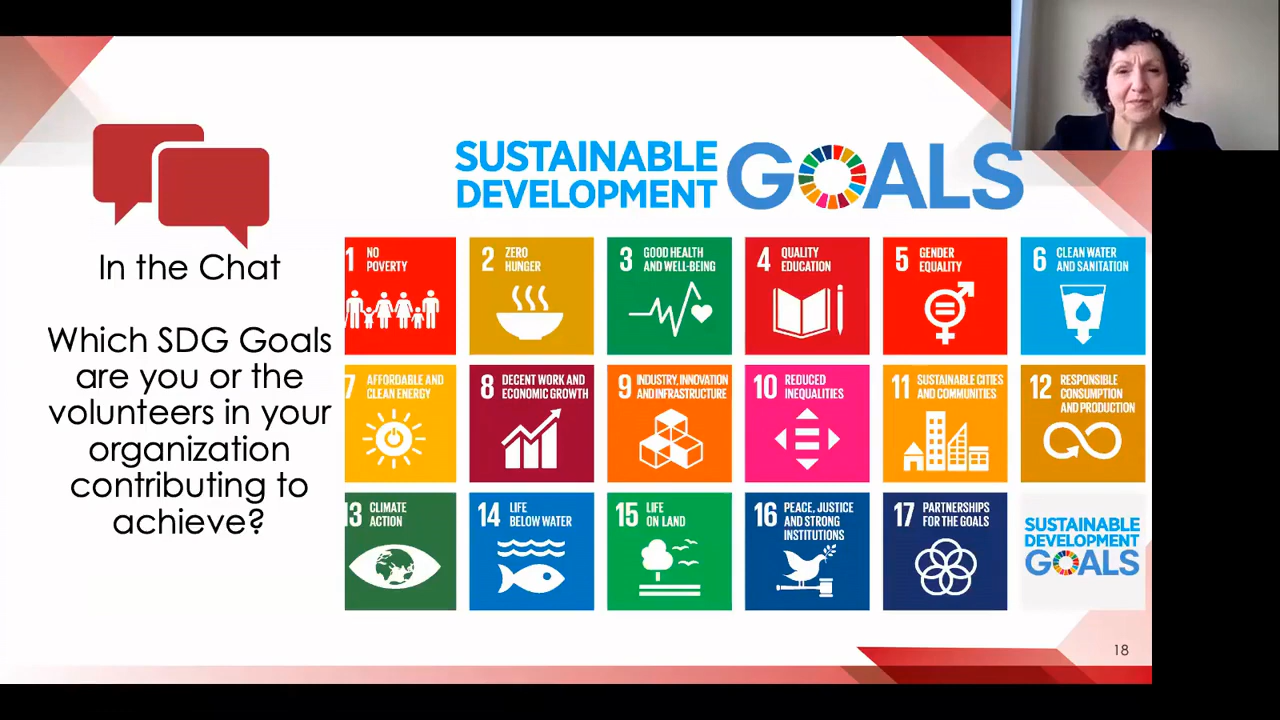 In the Chat
Which SDG Goals
are you or the
volunteers in your
organization
contributing to
achieve?
SUSTAINABLE
DEVELOPMENT
GOALS
1 NO
POVERTY
2 ZERO
HUNGER
3 GOOD HEALTH
AND WELL-BEING
4 QUALITY
EDUCATION
5 GENDER
EQUALITY
6 CLEAN WATER
AND SANITATION
7 AFFORDABLE AND
CLEAN ENERGY
8 DECENT WORK AND
ECONOMIC GROWTH
9 INDUSTRY, INNOVATION
AND INFRASTRUCTURE
10 REDUCED
INEQUALITIES
11 SUSTAINABLE CITIES
AND COMMUNITIES
12 RESPONSIBLE
CONSUMPTION
AND PRODUCTION
13 CLIMATE
ACTION
14 LIFE
BELOW WATER
15 LIFE
ON LAND
16 PEACE, JUSTICE
AND STRONG
INSTITUTIONS
17 PARTNERSHIPS
FOR THE GOALS
SUSTAINABLE
DEVELOPMENT
GOALS
18